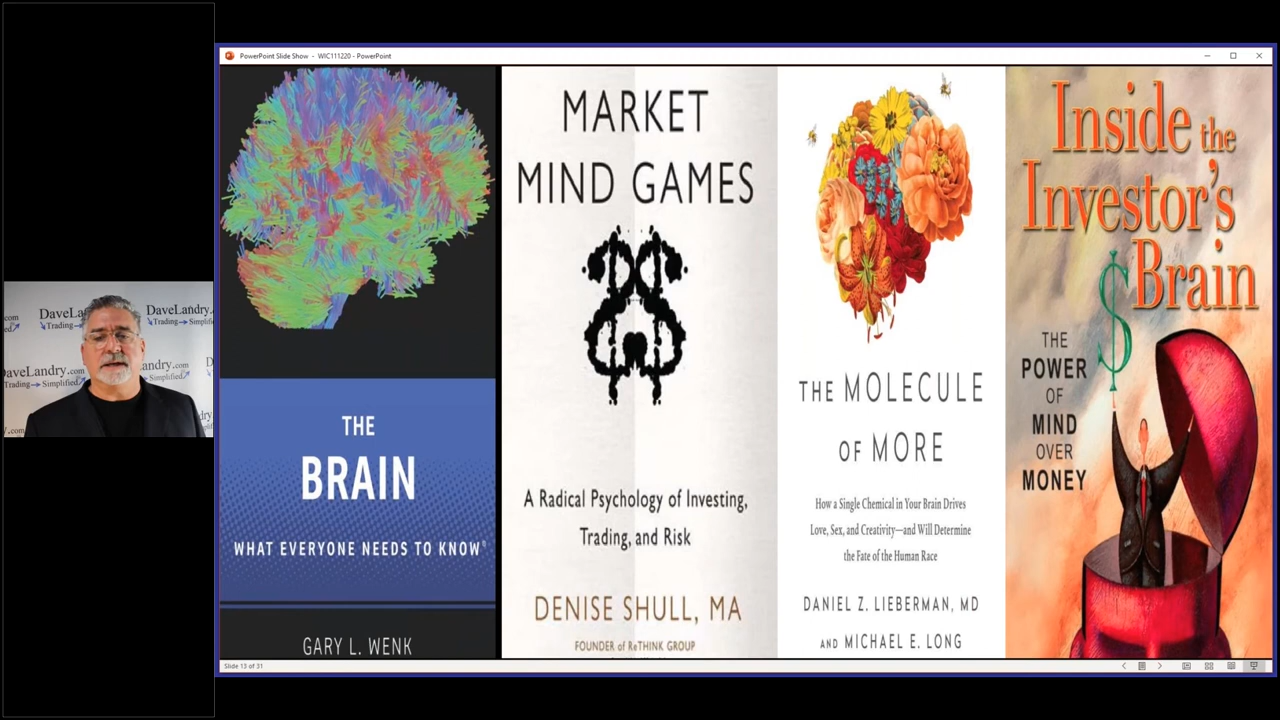 PowerPoint Slide Show - WIC111220 - PowerPoint
THE
BRAIN
WHAT EVERYONE NEEDS TO KNOW®
GARY L. WENK
MARKET
MIND GAMES
A Radical Psychology of Investing,
Trading, and Risk
DENISE SHULL, MA
FOUNDER of ReTHINK GROUP
THE MOLECULE
OF MORE
How a Single Chemical in Your Brain Drives
Love, Sex, and Creativity—and Will Determine
the Fate of the Human Race
DANIEL Z. LIEBERMAN, MD
AND MICHAEL E. LONG
Inside the
Investor's
Brain
$
THE
POWER
OF
MIND
OVER
MONEY
Slide 13 of 31
DaveLandry.com
Trading Simplified